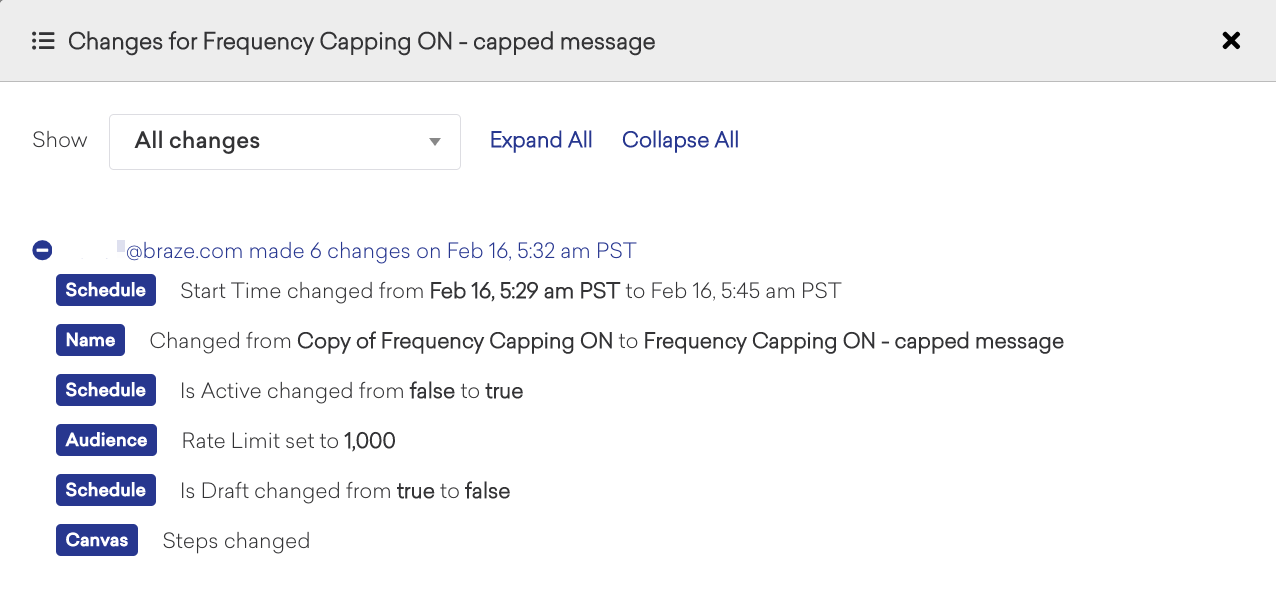 Changes for Frequency Capping ON - capped message
Show All changes Expand All Collapse All
@braze.com made 6 changes on Feb 16, 5:32 am PST
Schedule Start Time changed from Feb 16, 5:29 am PST to Feb 16, 5:45 am PST
Name Changed from Copy of Frequency Capping ON to Frequency Capping ON - capped message
Schedule Is Active changed from false to true
Audience Rate Limit set to 1,000
Schedule Is Draft changed from true to false
Canvas Steps changed